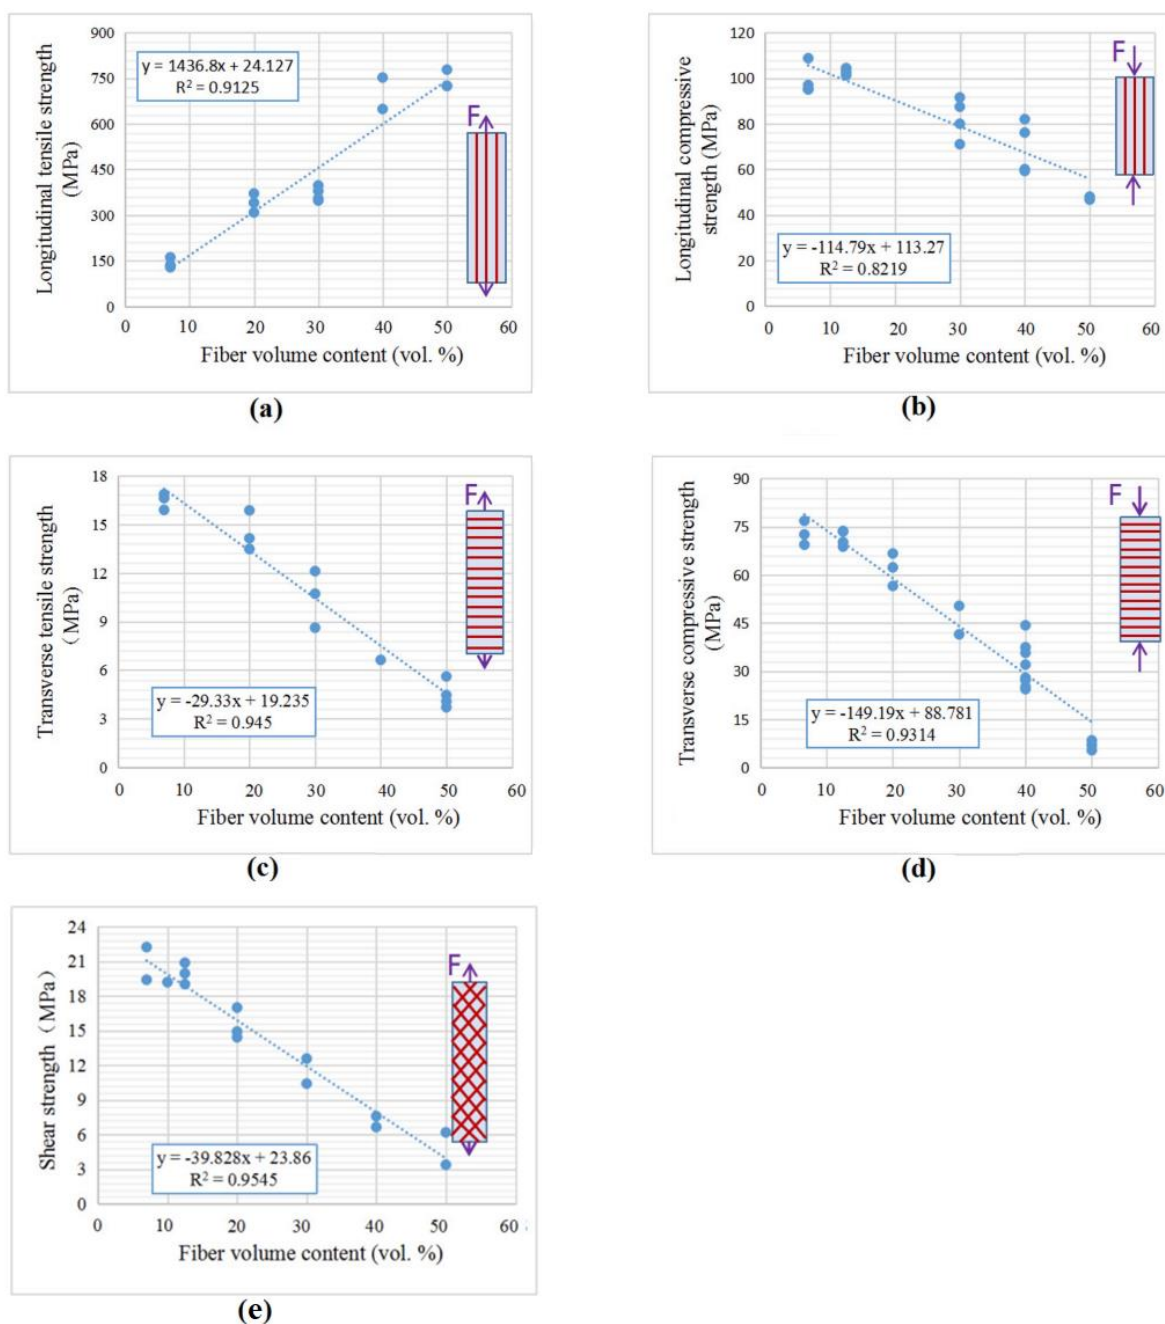 900
750
600
450
300
150
0
0 10 20 30 40 50 60
Longitudinal tensile strength
(MPa)
Fiber volume content (vol. %)
y = 1436.8x + 24.127
R² = 0.9125
F
(a)
120
100
80
60
40
20
0
0 10 20 30 40 50 60
Longitudinal compressive
strength (MPa)
Fiber volume content (vol. %)
y = -114.79x + 113.27
R² = 0.8219
F
(b)
18
15
12
9
6
3
0
0 10 20 30 40 50 60
Transverse tensile strength
(MPa)
Fiber volume content (vol. %)
y = -29.33x + 19.235
R² = 0.945
F
(c)
90
75
60
45
30
15
0
0 10 20 30 40 50 60
Transverse compressive strength
(MPa)
Fiber volume content (vol. %)
y = -149.19x + 88.781
R² = 0.9314
F
(d)
24
21
18
15
12
9
6
3
0
0 10 20 30 40 50 60
Shear strength (MPa)
Fiber volume content (vol. %)
y = -39.828x + 23.86
R² = 0.9545
F
(e)